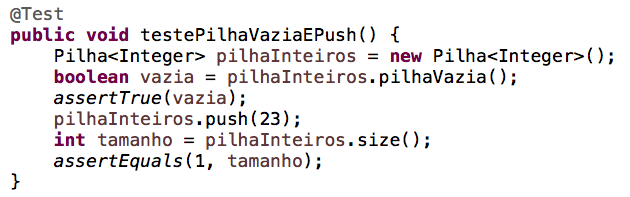 @Test
public void testePilhaVaziaEPush() {
    Pilha<Integer> pilhaInteiros = new Pilha<Integer>();
    boolean vazia = pilhaInteiros.pilhaVazia();
    assertTrue(vazia);
    pilhaInteiros.push(23);
    int tamanho = pilhaInteiros.size();
    assertEquals(1, tamanho);
}